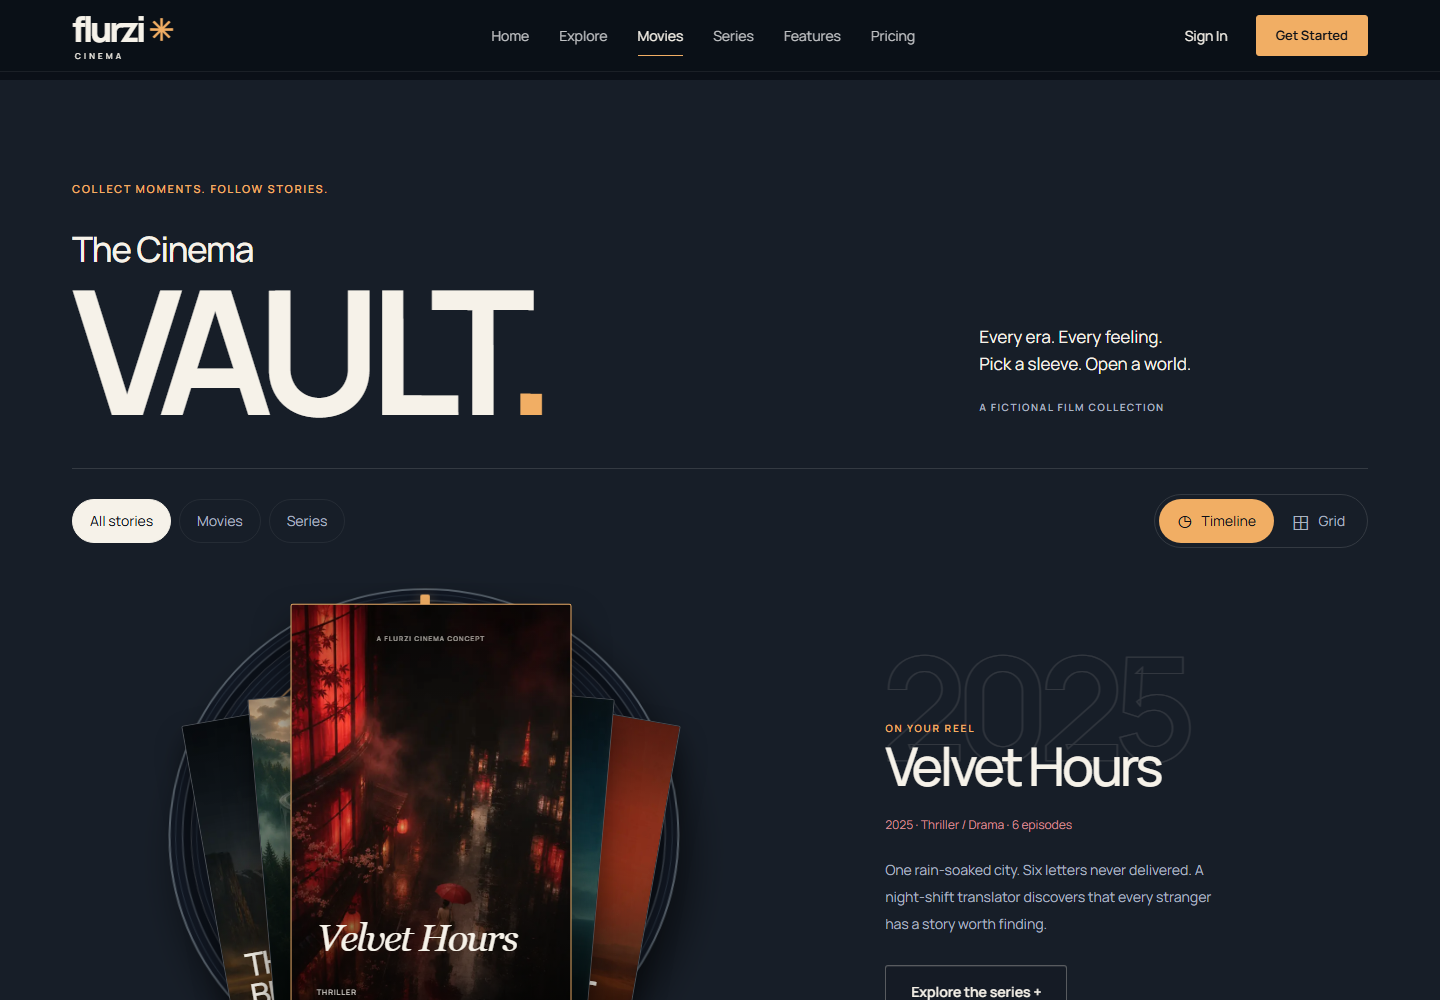 flurzi
CINEMA
Home Explore Movies Series Features Pricing
Sign In
Get Started
COLLECT MOMENTS. FOLLOW STORIES.
The Cinema
VAULT.
Every era. Every feeling.
Pick a sleeve. Open a world.
A FICTIONAL FILM COLLECTION
All stories Movies Series
Timeline Grid
A FLURZI CINEMA CONCEPT
Velvet Hours
THRILLER
2025
ON YOUR REEL
Velvet Hours
2025 · Thriller / Drama · 6 episodes
One rain-soaked city. Six letters never delivered. A
night-shift translator discovers that every stranger
has a story worth finding.
Explore the series +